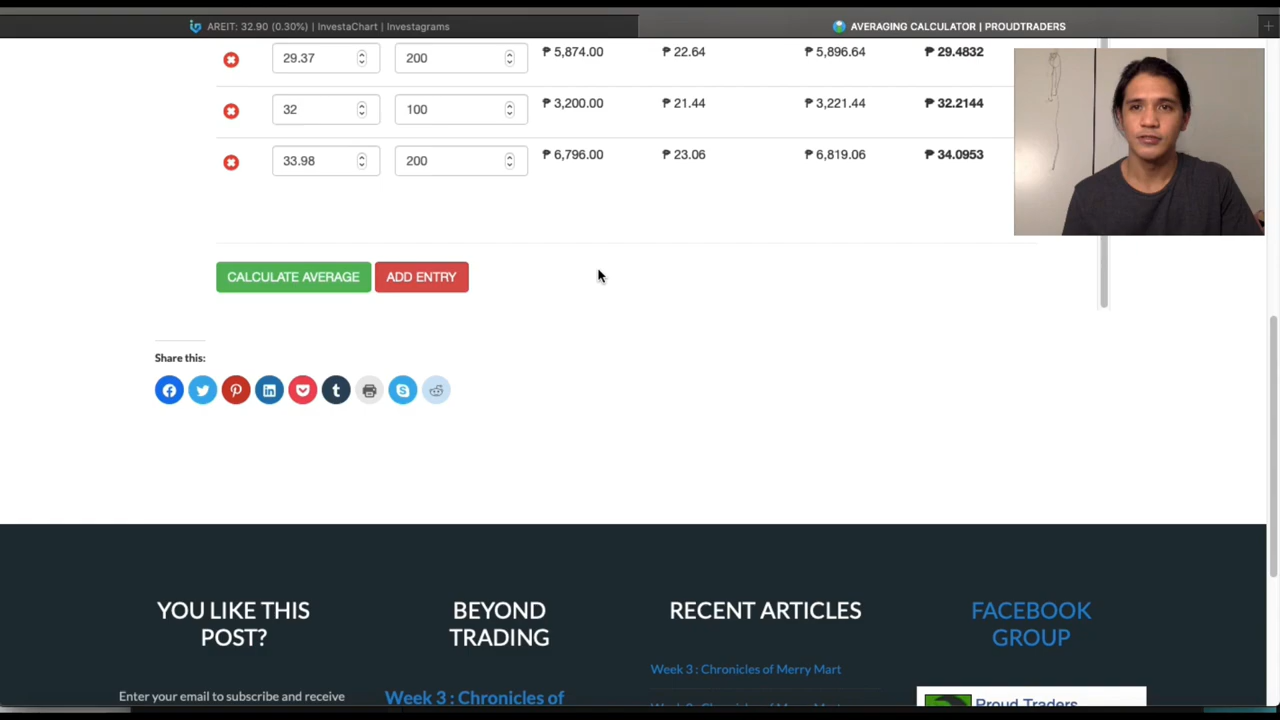 AREIT: 32.90 (0.30%) | InvestaChart | Investagrams
AVERAGING CALCULATOR | PROUDTRADERS
29.37 200 ₱ 5,874.00 ₱ 22.64 ₱ 5,896.64 ₱ 29.4832
32 100 ₱ 3,200.00 ₱ 21.44 ₱ 3,221.44 ₱ 32.2144
33.98 200 ₱ 6,796.00 ₱ 23.06 ₱ 6,819.06 ₱ 34.0953
CALCULATE AVERAGE ADD ENTRY
Share this:
YOU LIKE THIS
POST?
Enter your email to subscribe and receive
BEYOND
TRADING
Week 3 : Chronicles of
RECENT ARTICLES
Week 3 : Chronicles of Merry Mart
FACEBOOK
GROUP
Proud Traders